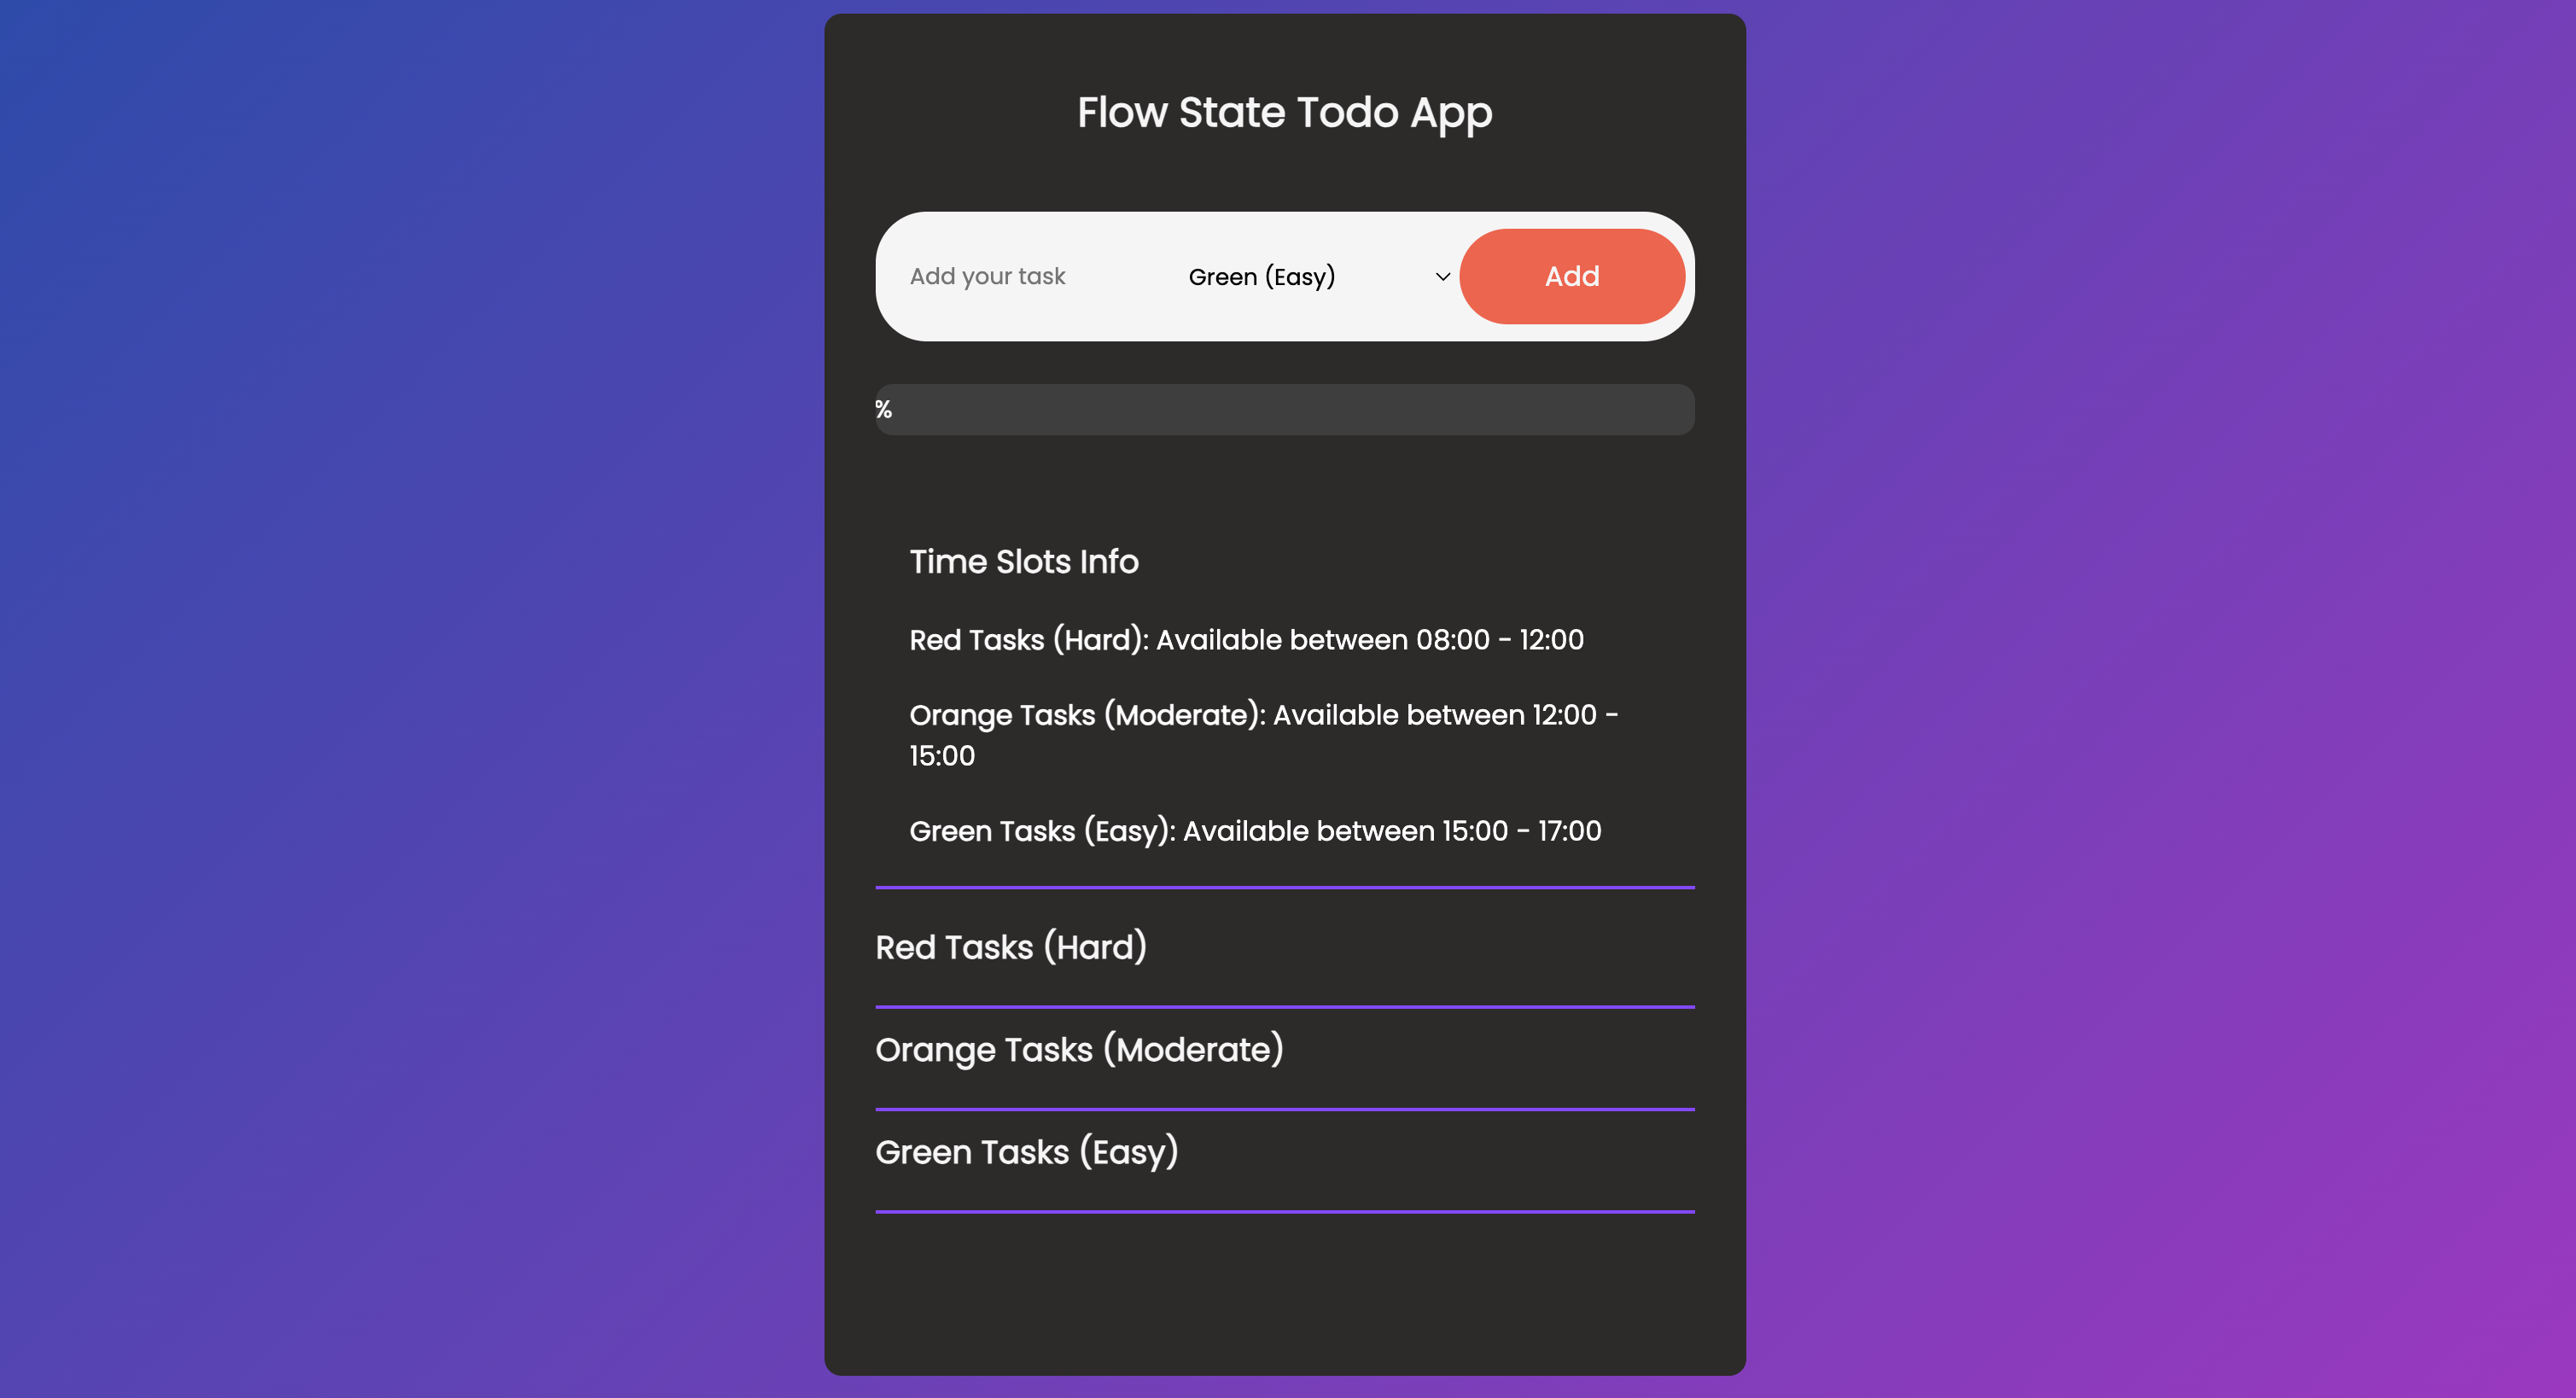 Flow State Todo App
Add your task
Green (Easy)
Add
%
Time Slots Info
Red Tasks (Hard): Available between 08:00 - 12:00
Orange Tasks (Moderate): Available between 12:00 -
15:00
Green Tasks (Easy): Available between 15:00 - 17:00
Red Tasks (Hard)
Orange Tasks (Moderate)
Green Tasks (Easy)